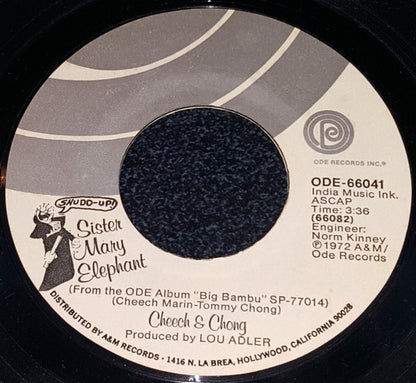 ODE RECORDS INC.®
ODE-66041
India Music Ink.
ASCAP
Time: 3:36
(66082)
Engineer:
Norm Kinney
Ⓟ1972 A&M/
Ode Records
SHUDD-UP!
Sister
Mary
Elephant
(From the ODE Album "Big Bambu" SP-77014)
(Cheech Marin-Tommy Chong)
Cheech & Chong
Produced by LOU ADLER
DISTRIBUTED BY A&M RECORDS · 1416 N. LA BREA, HOLLYWOOD, CALIFORNIA 90028